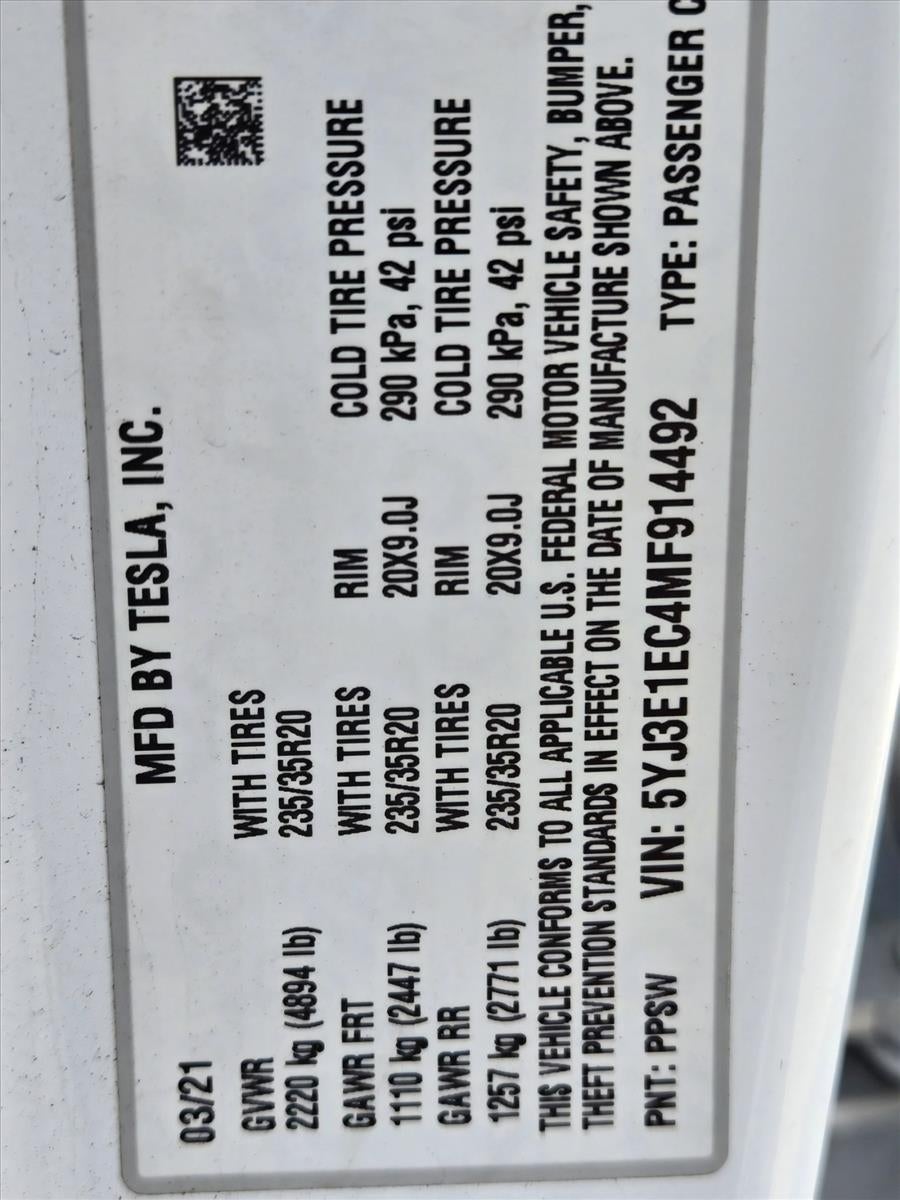 MFD BY TESLA, INC.
03/21
GVWR WITH TIRES
2220 kg (4894 lb) 235/35R20
GAWR FRT WITH TIRES RIM COLD TIRE PRESSURE
1110 kg (2447 lb) 235/35R20 20X9.0J 290 kPa, 42 psi
GAWR RR WITH TIRES RIM COLD TIRE PRESSURE
1257 kg (2771 lb) 235/35R20 20X9.0J 290 kPa, 42 psi
THIS VEHICLE CONFORMS TO ALL APPLICABLE U.S. FEDERAL MOTOR VEHICLE SAFETY, BUMPER,
THEFT PREVENTION STANDARDS IN EFFECT ON THE DATE OF MANUFACTURE SHOWN ABOVE.
PNT: PPSW VIN: 5YJ3E1EC4MF914492 TYPE: PASSENGER C